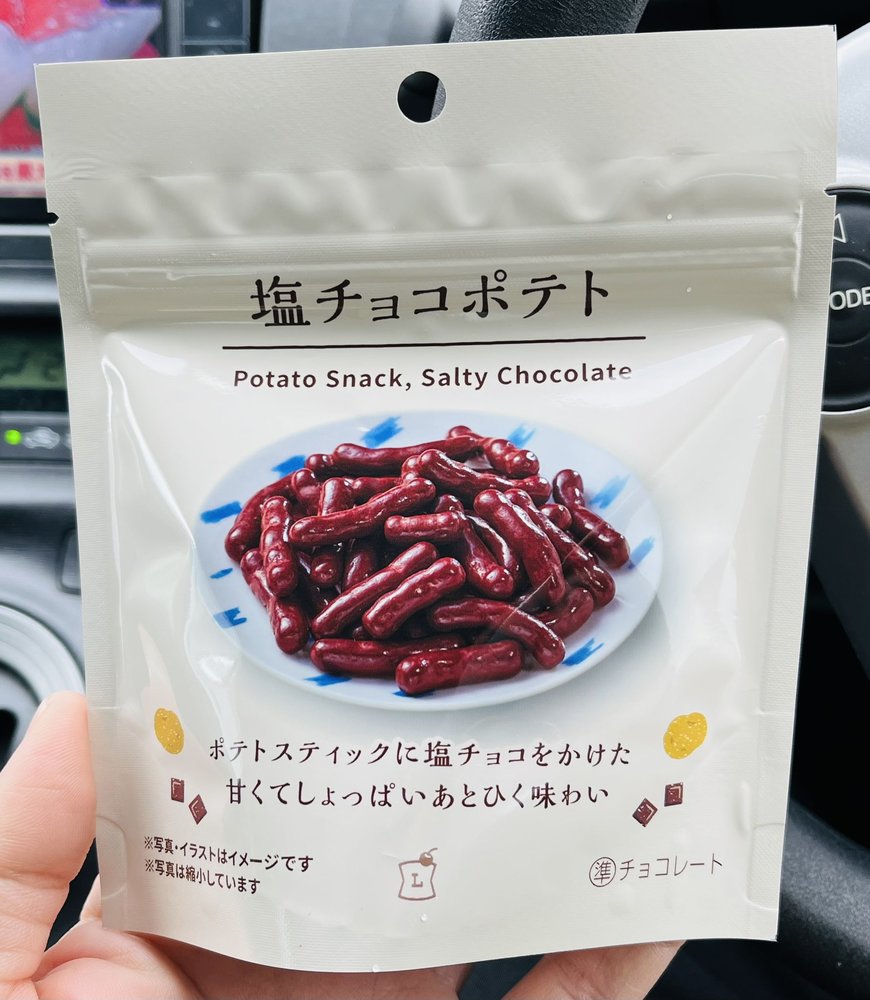 塩チョコポテト
Potato Snack, Salty Chocolate
ポテトスティックに塩チョコをかけた
甘くてしょっぱいあとひく味わい
※写真・イラストはイメージです
※写真は縮小しています
L
準チョコレート
ODE